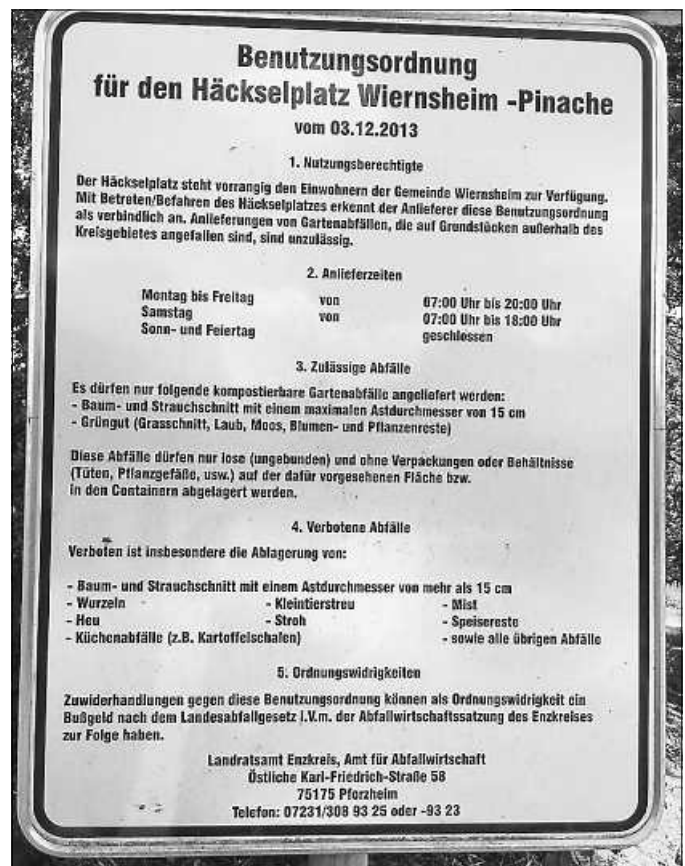 Benutzungsordnung
für den Häckselplatz Wiernsheim -Pinache
vom 03.12.2013
1. Nutzungsberechtigte
Der Häckselplatz steht vorrangig den Einwohnern der Gemeinde Wiernsheim zur Verfügung.
Mit Betreten/Befahren des Häckselplatzes erkennt der Anlieferer diese Benutzungsordnung
als verbindlich an. Anlieferungen von Gartenabfällen, die auf Grundstücken außerhalb des
Kreisgebietes angefallen sind, sind unzulässig.
2. Anlieferzeiten
Montag bis Freitag von 07:00 Uhr bis 20:00 Uhr
Samstag von 07:00 Uhr bis 18:00 Uhr
Sonn- und Feiertag geschlossen
3. Zulässige Abfälle
Es dürfen nur folgende kompostierbare Gartenabfälle angeliefert werden:
- Baum- und Strauchschnitt mit einem maximalen Astdurchmesser von 15 cm
- Grüngut (Grasschnitt, Laub, Moos, Blumen- und Pflanzenreste)
Diese Abfälle dürfen nur lose (ungebunden) und ohne Verpackungen oder Behältnisse
(Tüten, Pflanzgefäße, usw.) auf der dafür vorgesehenen Fläche bzw.
in den Containern abgelagert werden.
4. Verbotene Abfälle
Verboten ist insbesondere die Ablagerung von:
- Baum- und Strauchschnitt mit einem Astdurchmesser von mehr als 15 cm
- Wurzeln - Kleintierstreu - Mist
- Heu - Stroh - Speisereste
- Küchenabfälle (z.B. Kartoffelschalen) - sowie alle übrigen Abfälle
5. Ordnungswidrigkeiten
Zuwiderhandlungen gegen diese Benutzungsordnung können als Ordnungswidrigkeit ein
Bußgeld nach dem Landesabfallgesetz i.V.m. der Abfallwirtschaftssatzung des Enzkreises
zur Folge haben.
Landratsamt Enzkreis, Amt für Abfallwirtschaft
Östliche Karl-Friedrich-Straße 58
75175 Pforzheim
Telefon: 07231/308 93 25 oder -93 23